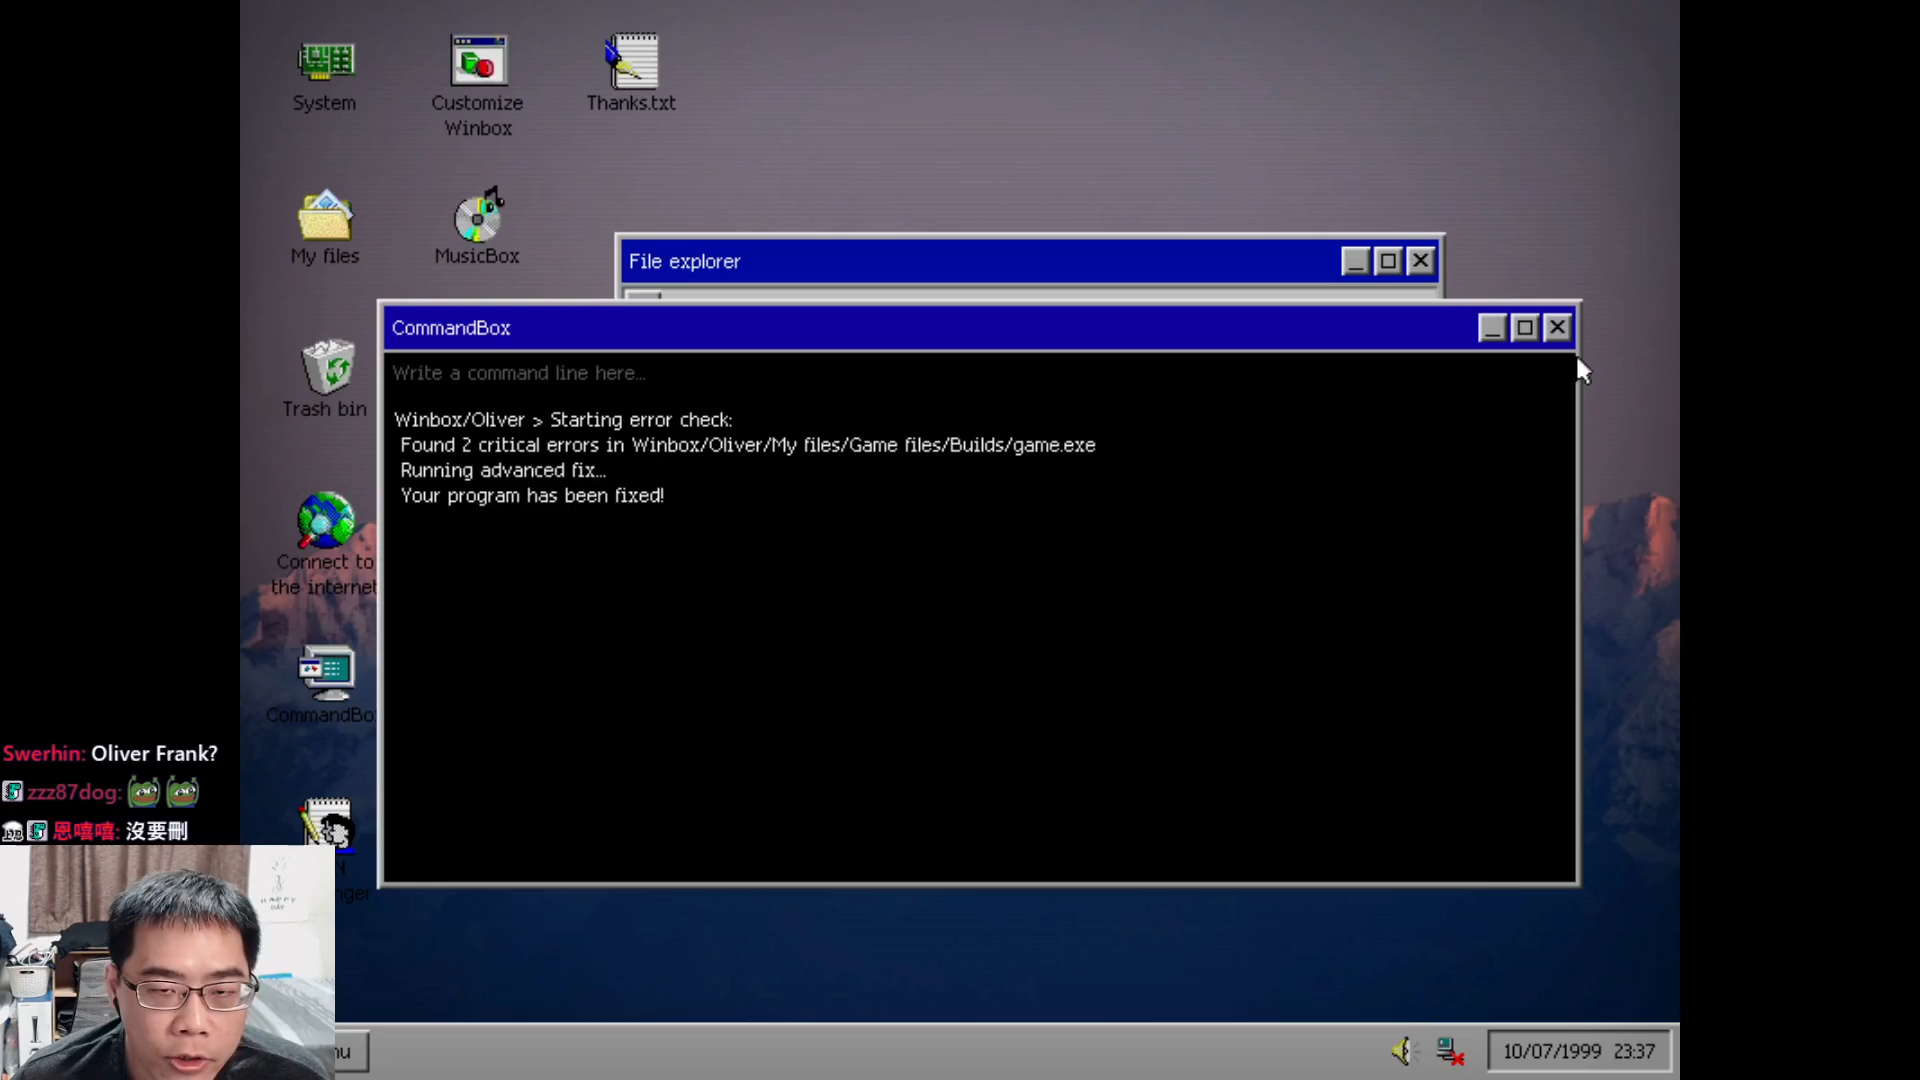 System
Customize
Winbox
Thanks.txt
My files
MusicBox
File explorer
CommandBox
Write a command line here...
Trash bin
Winbox/Oliver > Starting error check:
Found 2 critical errors in Winbox/Oliver/My files/Game files/Builds/game.exe
Running advanced fix...
Your program has been fixed!
Connect to
the internet
CommandBo
Swerhin: Oliver Frank?
zzz87dog:
恩嘻嘻: 沒要刪
nger
nu
10/07/1999 23:37